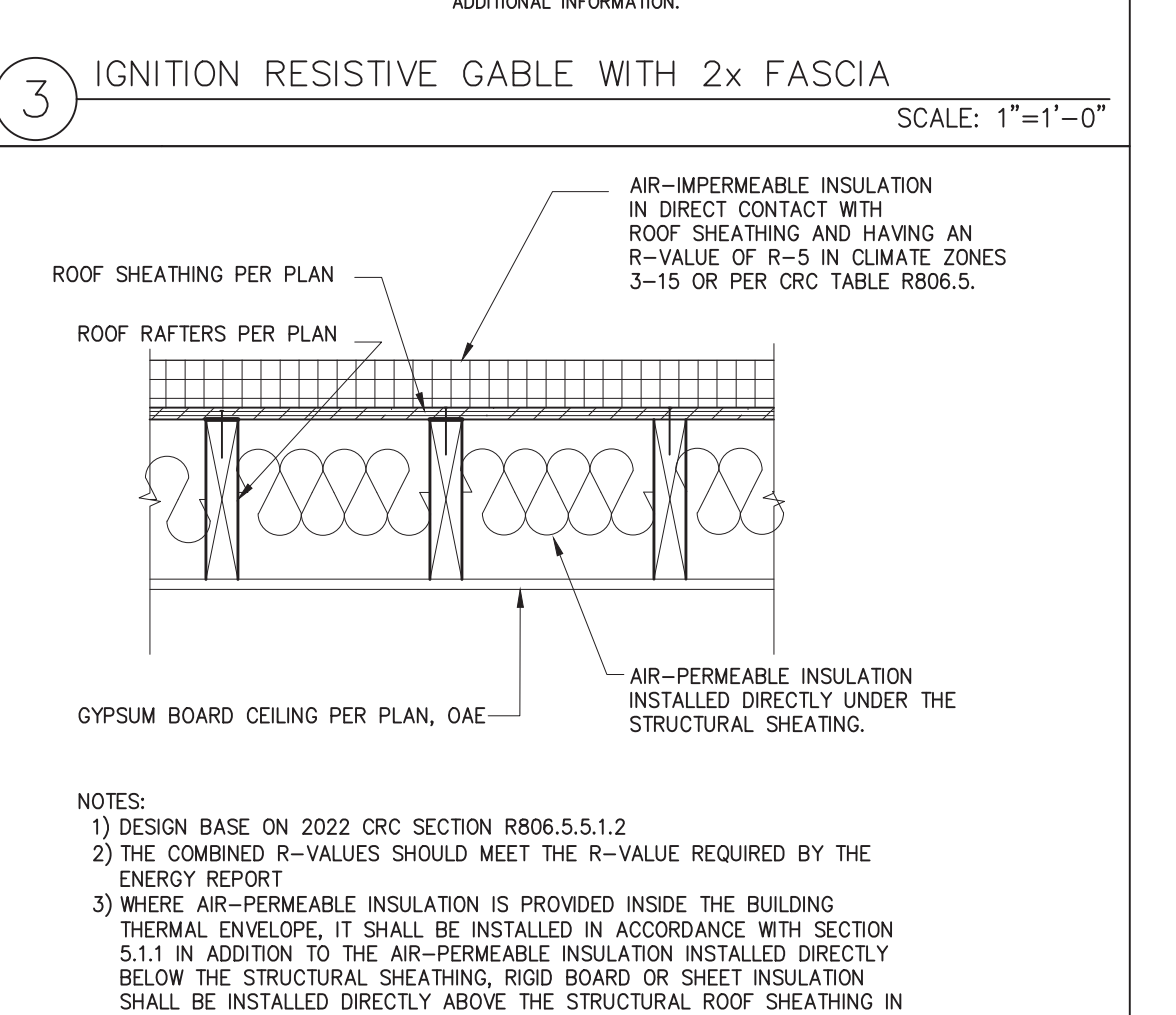 ADDITIONAL INFORMATION.
3
IGNITION RESISTIVE GABLE WITH 2x FASCIA
SCALE: 1"=1'-0"
AIR-IMPERMEABLE INSULATION
IN DIRECT CONTACT WITH
ROOF SHEATHING AND HAVING AN
R-VALUE OF R-5 IN CLIMATE ZONES
3-15 OR PER CRC TABLE R806.5.
ROOF SHEATHING PER PLAN
ROOF RAFTERS PER PLAN
AIR-PERMEABLE INSULATION
INSTALLED DIRECTLY UNDER THE
STRUCTURAL SHEATING.
GYPSUM BOARD CEILING PER PLAN, OAE
NOTES:
1) DESIGN BASE ON 2022 CRC SECTION R806.5.5.1.2
2) THE COMBINED R-VALUES SHOULD MEET THE R-VALUE REQUIRED BY THE
ENERGY REPORT
3) WHERE AIR-PERMEABLE INSULATION IS PROVIDED INSIDE THE BUILDING
THERMAL ENVELOPE, IT SHALL BE INSTALLED IN ACCORDANCE WITH SECTION
5.1.1 IN ADDITION TO THE AIR-PERMEABLE INSULATION INSTALLED DIRECTLY
BELOW THE STRUCTURAL SHEATHING, RIGID BOARD OR SHEET INSULATION
SHALL BE INSTALLED DIRECTLY ABOVE THE STRUCTURAL ROOF SHEATHING IN